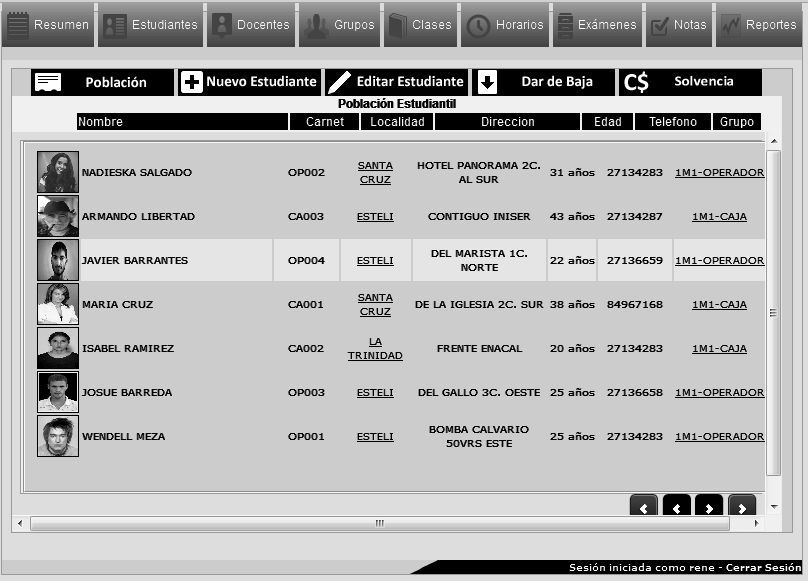 Resumen Estudiantes Docentes Grupos Clases Horarios Exámenes Notas Reportes
Población Nuevo Estudiante Editar Estudiante Dar de Baja C$ Solvencia
Población Estudiantil
Nombre Carnet Localidad Direccion Edad Telefono Grupo
NADIESKA SALGADO OP002 SANTA CRUZ HOTEL PANORAMA 2C. AL SUR 31 años 27134283 1M1-OPERADOR
ARMANDO LIBERTAD CA003 ESTELI CONTIGUO INISER 43 años 27134287 1M1-CAJA
JAVIER BARRANTES OP004 ESTELI DEL MARISTA 1C. NORTE 22 años 27136659 1M1-OPERADOR
MARIA CRUZ CA001 SANTA CRUZ DE LA IGLESIA 2C. SUR 38 años 84967168 1M1-CAJA
ISABEL RAMIREZ CA002 LA TRINIDAD FRENTE ENACAL 20 años 27134283 1M1-CAJA
JOSUE BARREDA OP003 ESTELI DEL GALLO 3C. OESTE 25 años 27136658 1M1-OPERADOR
WENDELL MEZA OP001 ESTELI BOMBA CALVARIO 50VRS ESTE 25 años 27134283 1M1-OPERADOR
Sesión iniciada como rene - Cerrar Sesión